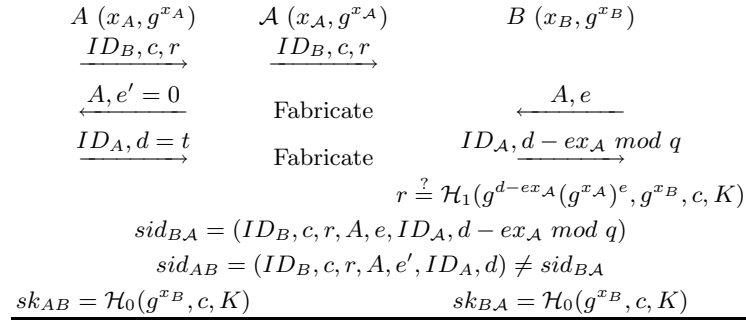 A (x_A, g^{x_A}) 𝒜 (x_𝒜, g^{x_𝒜}) B (x_B, g^{x_B})
ID_B, c, r ID_B, c, r
A, e′ = 0 Fabricate A, e
ID_A, d = t Fabricate ID_𝒜, d − ex_𝒜 mod q
r ≟ ℋ_1(g^{d−ex_𝒜}(g^{x_𝒜})^e, g^{x_B}, c, K)
sid_{B𝒜} = (ID_B, c, r, A, e, ID_𝒜, d − ex_𝒜 mod q)
sid_{AB} = (ID_B, c, r, A, e′, ID_A, d) ≠ sid_{B𝒜}
sk_{AB} = ℋ_0(g^{x_B}, c, K) sk_{B𝒜} = ℋ_0(g^{x_B}, c, K)